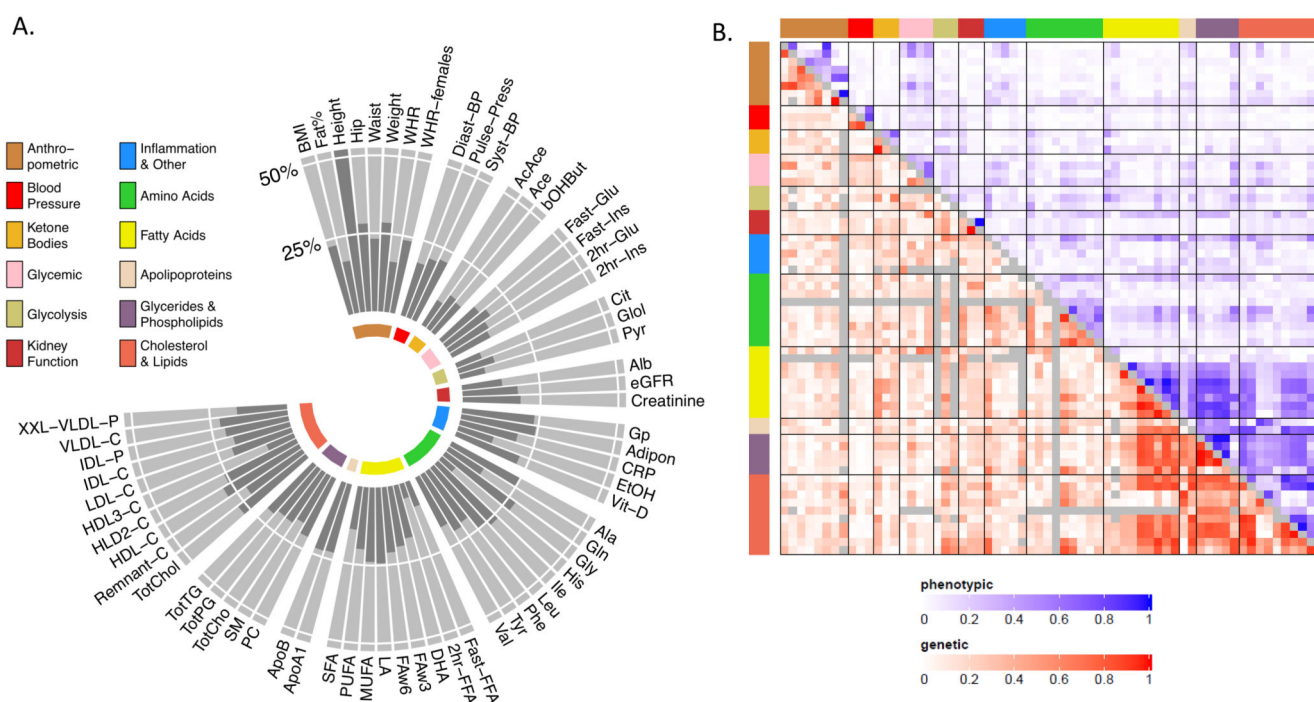 A.
B.
Anthro-
pometric
Blood
Pressure
Ketone
Bodies
Glycemic
Glycolysis
Kidney
Function
Inflammation
& Other
Amino Acids
Fatty Acids
Apolipoproteins
Glycerides &
Phospholipids
Cholesterol
& Lipids
50%
25%
BMI
Fat%
Height
Hip
Waist
Weight
WHR
WHR-females
Diast-BP
Pulse-Press
Syst-BP
AcAce
Ace
bOHBut
Fast-Glu
Fast-Ins
2hr-Glu
2hr-Ins
Cit
Glol
Pyr
Alb
eGFR
Creatinine
Gp
Adipon
CRP
EtOH
Vit-D
Ala
Gln
Gly
His
Ile
Leu
Phe
Tyr
Val
Fast-FFA
2hr-FFA
DHA
FAw3
FAw6
LA
MUFA
PUFA
SFA
ApoA1
ApoB
PC
SM
TotCho
TotPG
TotTG
TotChol
Remnant-C
HDL-C
HLD2-C
HDL3-C
LDL-C
IDL-C
IDL-P
VLDL-C
XXL-VLDL-P
phenotypic
0 0.2 0.4 0.6 0.8 1
genetic
0 0.2 0.4 0.6 0.8 1